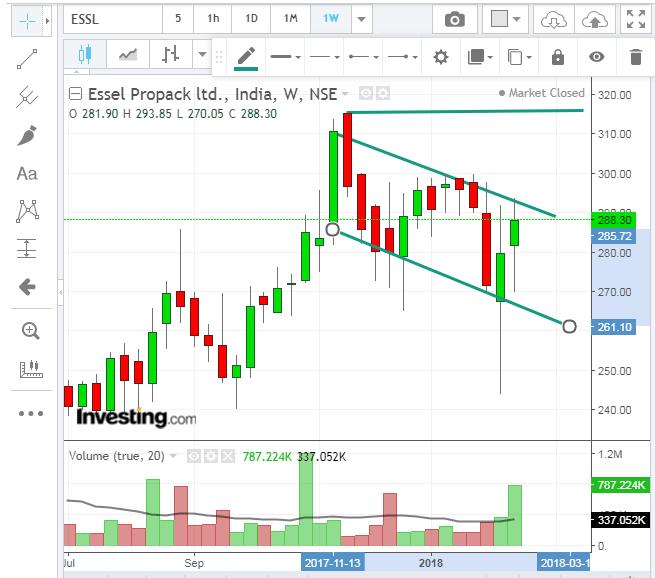 ESSL 5 1h 1D 1M 1W
Essel Propack ltd., India, W, NSE
Market Closed
O 281.90 H 293.85 L 270.05 C 288.30
Aa
320.00
310.00
300.00
288.30
285.72
280.00
270.00
261.10
250.00
240.00
Investing.com
Volume (true, 20) 787.224K 337.052K
1.2M
787.224K
337.052K
0.
Jul Sep 2017-11-13 2018 2018-03-1